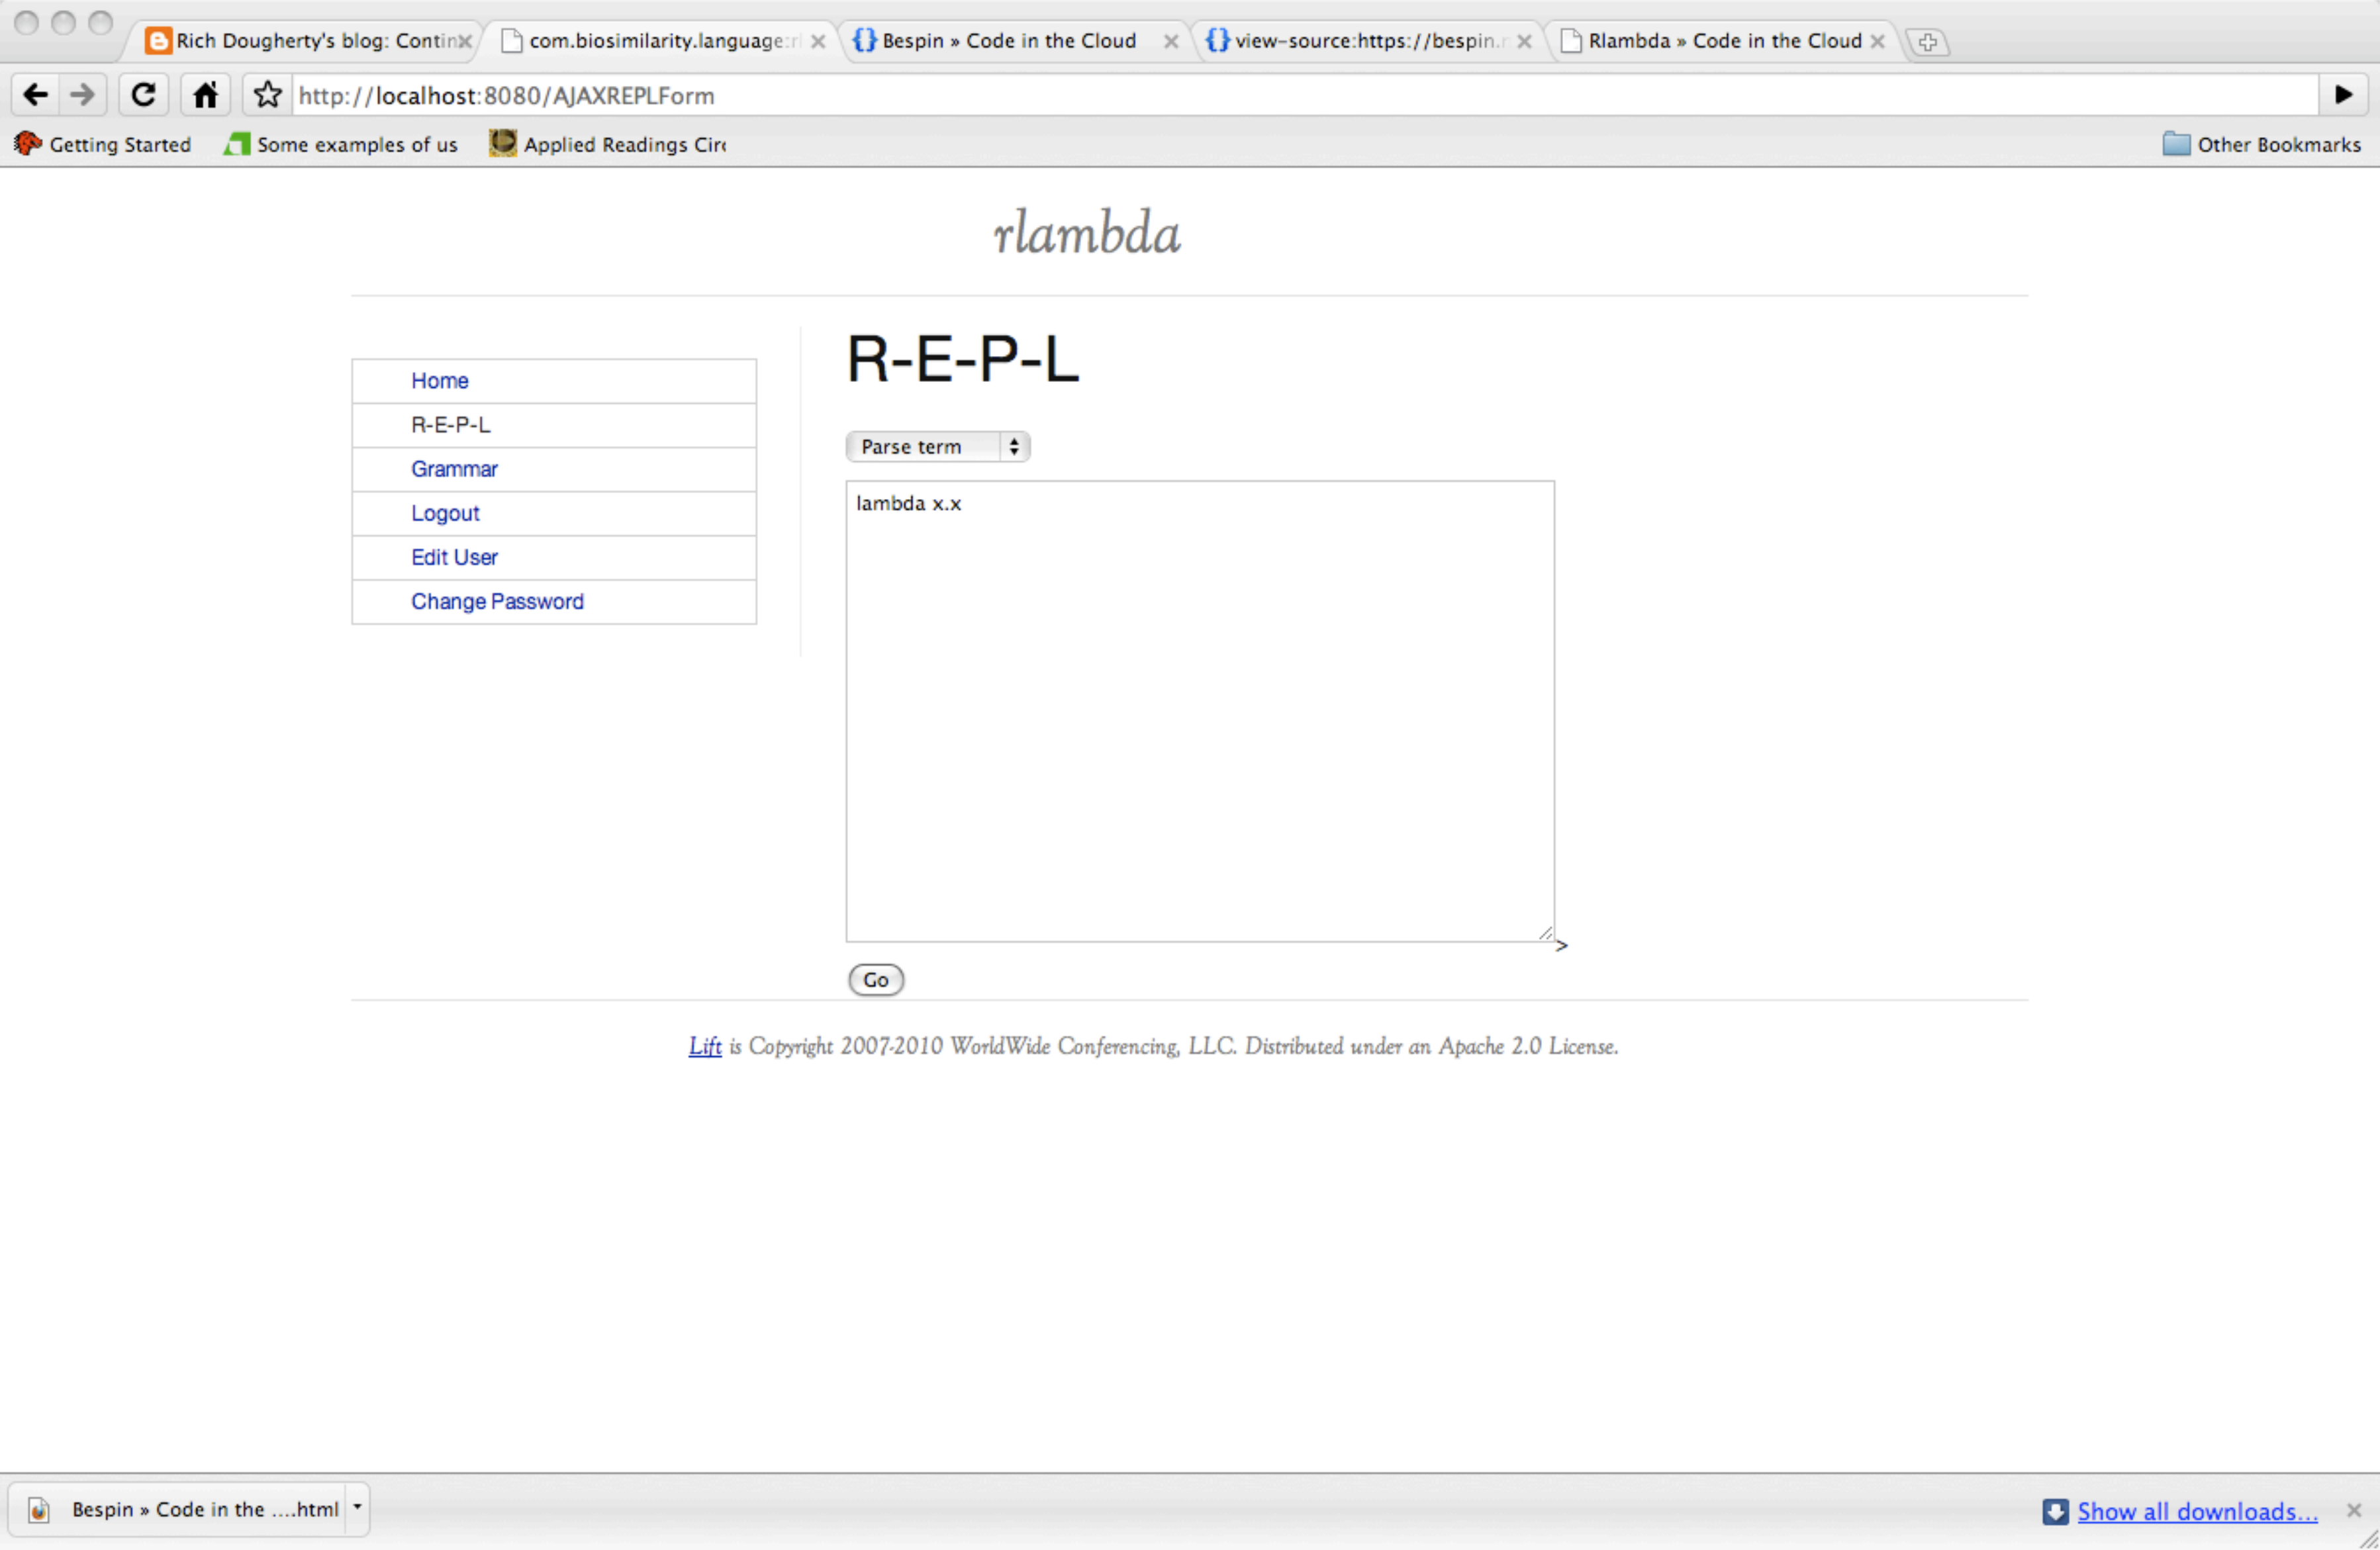 Rich Dougherty's blog: Contin
com.biosimilarity.language:
Bespin » Code in the Cloud
view-source:https://bespin.
Rlambda » Code in the Cloud
http://localhost:8080/AJAXREPLForm
Getting Started
Some examples of us
Applied Readings Circ
Other Bookmarks
rlambda
Home
R-E-P-L
Grammar
Logout
Edit User
Change Password
R-E-P-L
Parse term
lambda x.x
>
Go
Lift is Copyright 2007-2010 WorldWide Conferencing, LLC. Distributed under an Apache 2.0 License.
Bespin » Code in the ....html
Show all downloads...